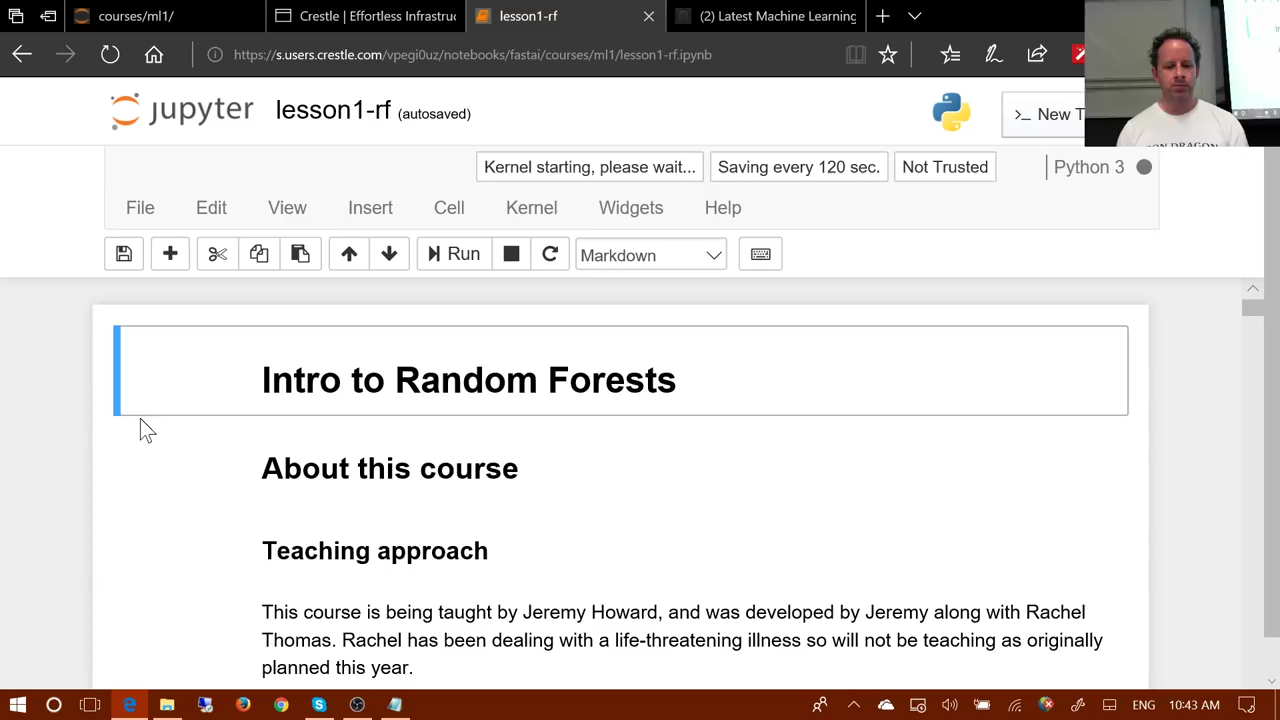 courses/ml1/
Crestle | Effortless Infrastruc
lesson1-rf
(2) Latest Machine Learning
https://s.users.crestle.com/vpegi0uz/notebooks/fastai/courses/ml1/lesson1-rf.ipynb
jupyter lesson1-rf (autosaved)
>_ New T
Kernel starting, please wait... Saving every 120 sec. Not Trusted Python 3
File Edit View Insert Cell Kernel Widgets Help
Run Markdown
Intro to Random Forests
About this course
Teaching approach
This course is being taught by Jeremy Howard, and was developed by Jeremy along with Rachel
Thomas. Rachel has been dealing with a life-threatening illness so will not be teaching as originally
planned this year.
ENG 10:43 AM